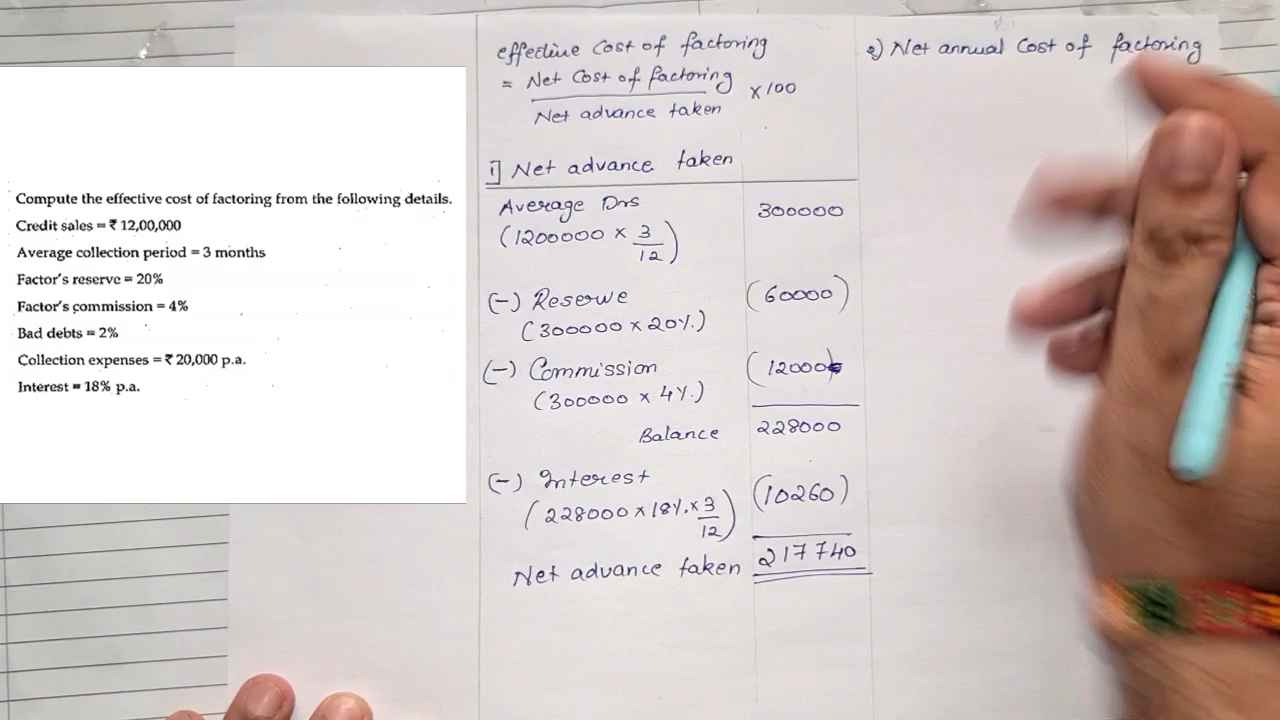 Compute the effective cost of factoring from the following details.
Credit sales = ₹ 12,00,000
Average collection period = 3 months
Factor's reserve = 20%
Factor's commission = 4%
Bad debts = 2%
Collection expenses = ₹ 20,000 p.a.
Interest = 18% p.a.
effective cost of factoring
= Net cost of factoring / Net advance taken × 100
i] Net advance taken
Average Drs 300000
(1200000 × 3/12)
(-) Reserve (60000)
(300000 × 20%)
(-) Commission (12000)
(300000 × 4%)
Balance 228000
(-) Interest (10260)
(228000 × 18% × 3/12)
Net advance taken 217740
2) Net annual cost of factoring